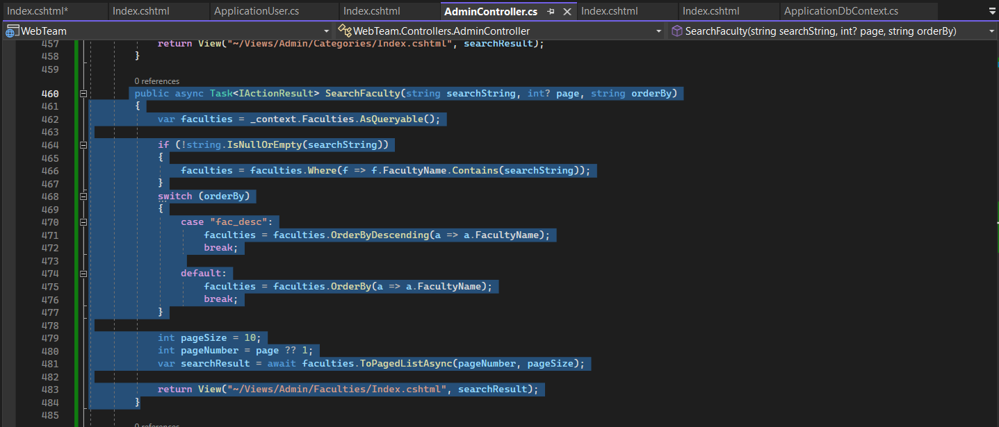 Index.cshtml* Index.cshtml ApplicationUser.cs Index.cshtml AdminController.cs Index.cshtml Index.cshtml ApplicationDbContext.cs
WebTeam WebTeam.Controllers.AdminController SearchFaculty(string searchString, int? page, string orderBy)
457 return View("~/Views/Admin/Categories/Index.cshtml", searchResult);
458 }
459
0 references
460 public async Task<IActionResult> SearchFaculty(string searchString, int? page, string orderBy)
461 {
462 var faculties = _context.Faculties.AsQueryable();
463
464 if (!string.IsNullOrEmpty(searchString))
465 {
466 faculties = faculties.Where(f => f.FacultyName.Contains(searchString));
467 }
468 switch (orderBy)
469 {
470 case "fac_desc":
471 faculties = faculties.OrderByDescending(a => a.FacultyName);
472 break;
473
474 default:
475 faculties = faculties.OrderBy(a => a.FacultyName);
476 break;
477 }
478
479 int pageSize = 10;
480 int pageNumber = page ?? 1;
481 var searchResult = await faculties.ToPagedListAsync(pageNumber, pageSize);
482
483 return View("~/Views/Admin/Faculties/Index.cshtml", searchResult);
484 }
485
0 references